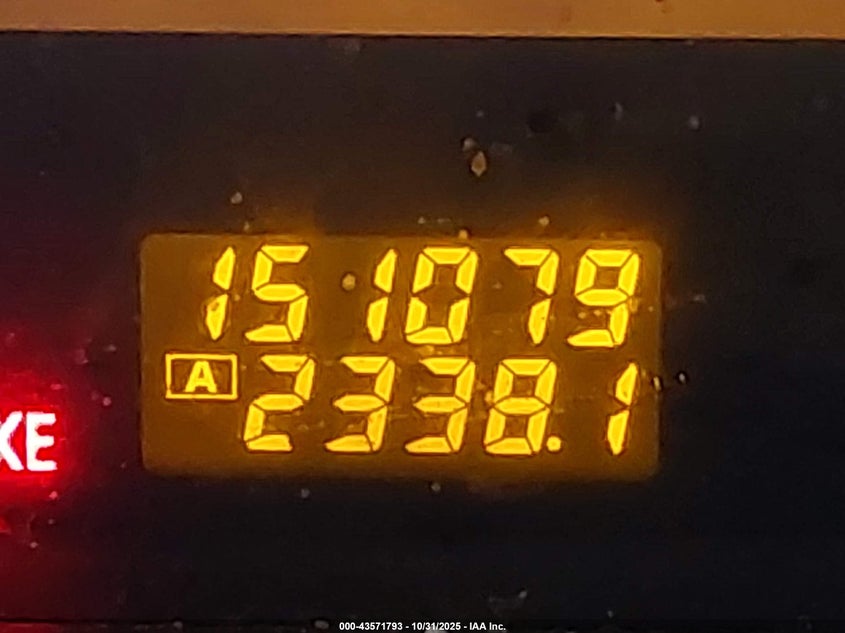 151079
A 2338.1
KE
000-43571793 - 10/31/2025 - IAA Inc.